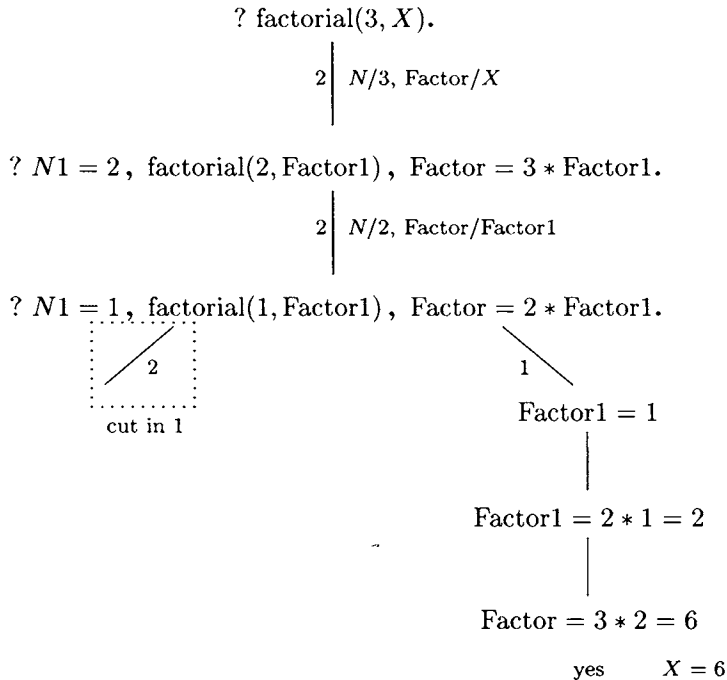 ? factorial(3, X).
2 N/3, Factor/X
? N1 = 2, factorial(2, Factor1), Factor = 3 * Factor1.
2 N/2, Factor/Factor1
? N1 = 1, factorial(1, Factor1), Factor = 2 * Factor1.
2 1
cut in 1
Factor1 = 1
Factor1 = 2 * 1 = 2
Factor = 3 * 2 = 6
yes X = 6